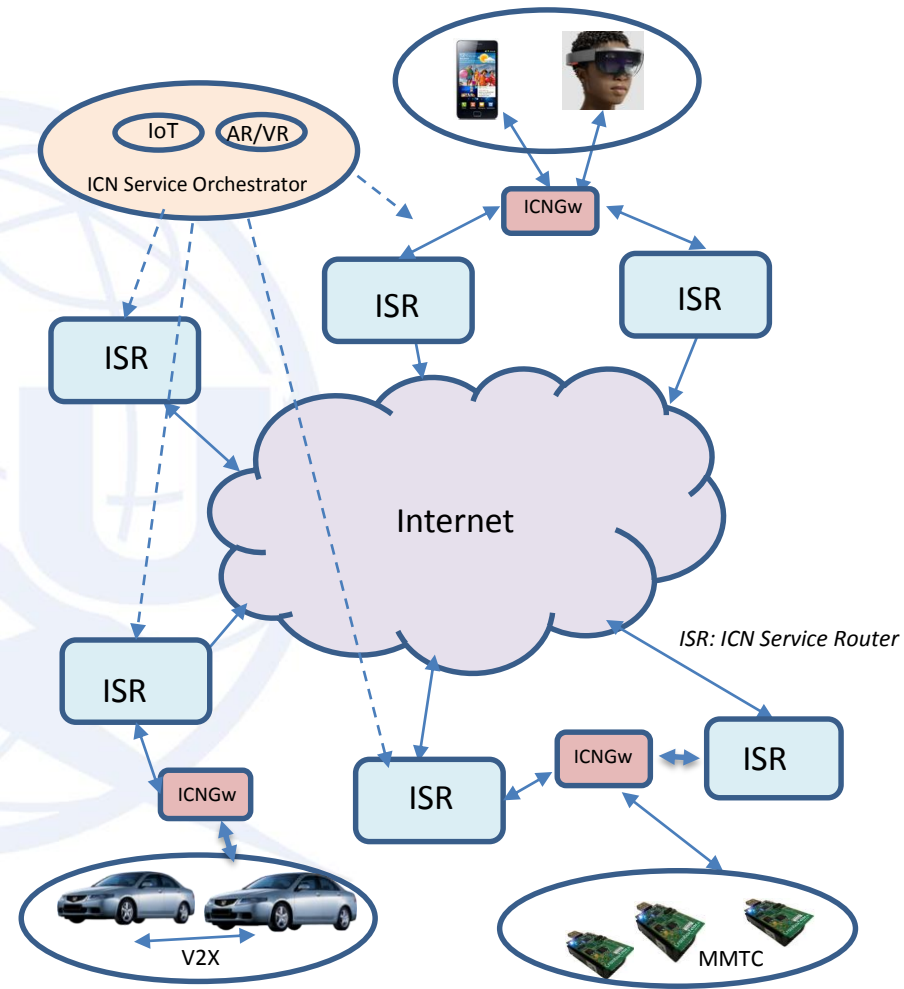 IoT
AR/VR
ICN Service Orchestrator
ICNGw
ISR
ISR
ISR
Internet
ISR: ICN Service Router
ISR
ISR
ICNGw
ISR
ICNGw
V2X
MMTC